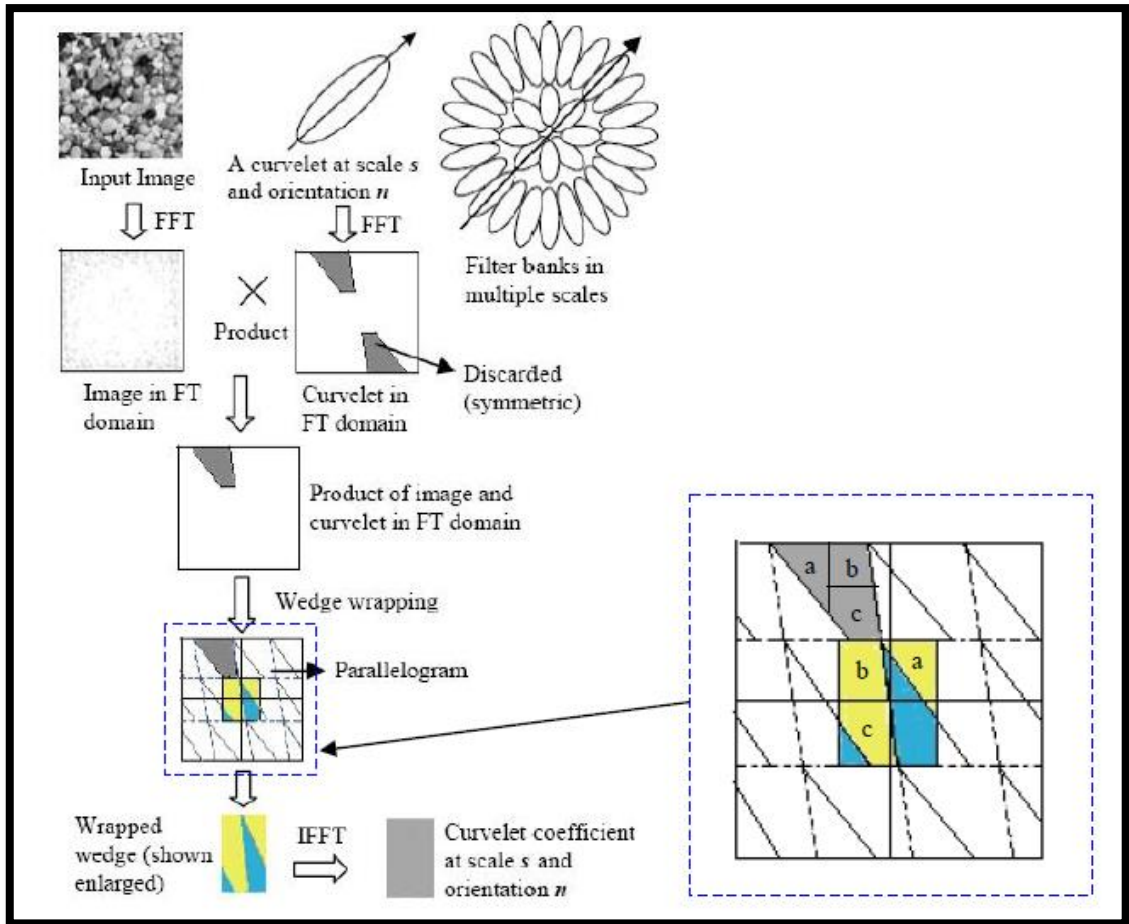 Input Image
A curvelet at scale s
and orientation n
FFT
FFT
Filter banks in
multiple scales
Product
Image in FT
domain
Curvelet in
FT domain
Discarded
(symmetric)
Product of image and
curvelet in FT domain
Wedge wrapping
Parallelogram
a
b
c
b
a
c
Wrapped
wedge (shown
enlarged)
IFFT
Curvelet coefficient
at scale s and
orientation n